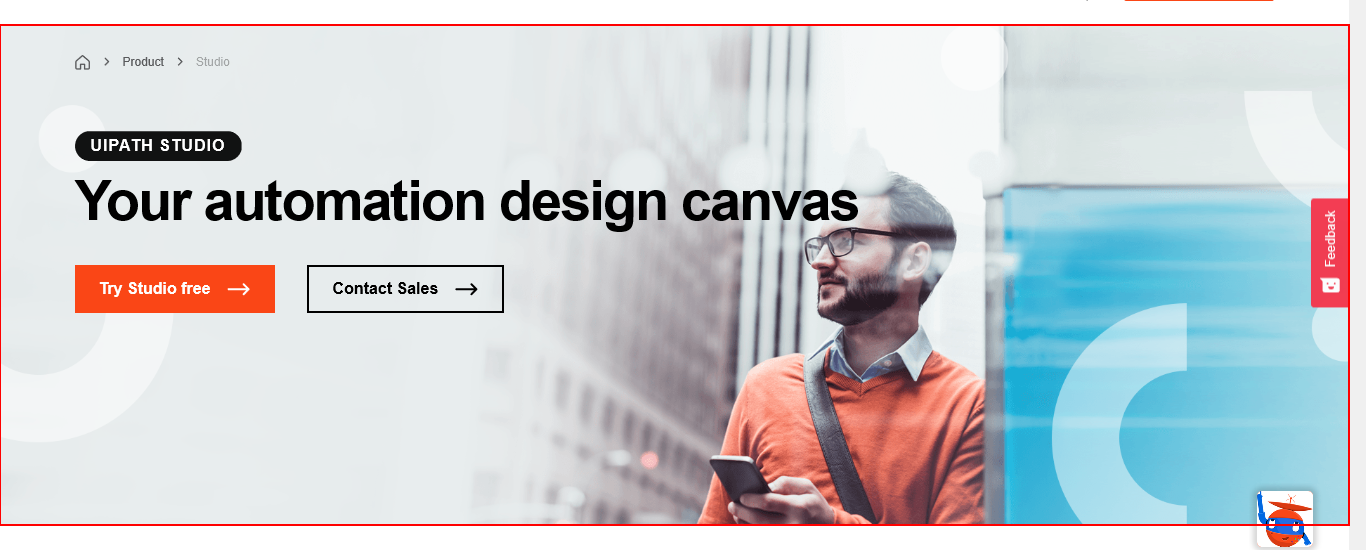 Product
Studio
UIPATH STUDIO
Your automation design canvas
Try Studio free
Contact Sales
Feedback